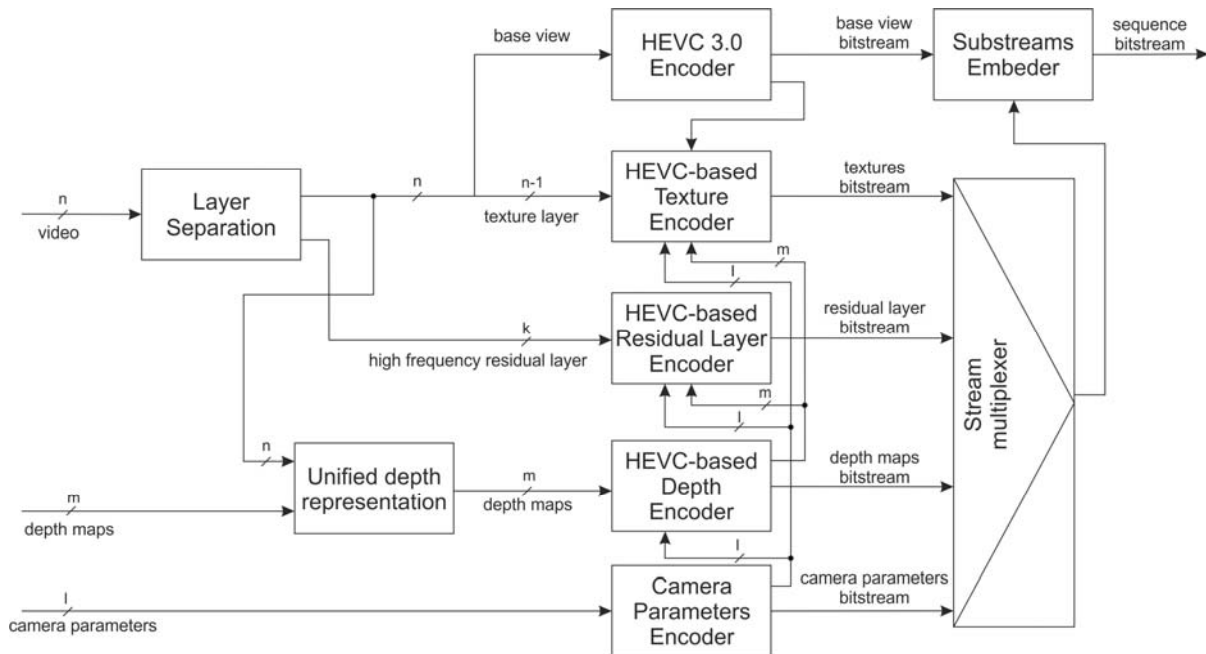 base view
HEVC 3.0
Encoder
base view
bitstream
Substreams
Embeder
sequence
bitstream
n
video
Layer
Separation
n
n-1
texture layer
HEVC-based
Texture
Encoder
textures
bitstream
m
l
k
high frequency residual layer
HEVC-based
Residual Layer
Encoder
residual layer
bitstream
m
l
Stream
multiplexer
n
m
depth maps
Unified depth
representation
m
depth maps
HEVC-based
Depth
Encoder
depth maps
bitstream
l
l
camera parameters
Camera
Parameters
Encoder
camera parameters
bitstream